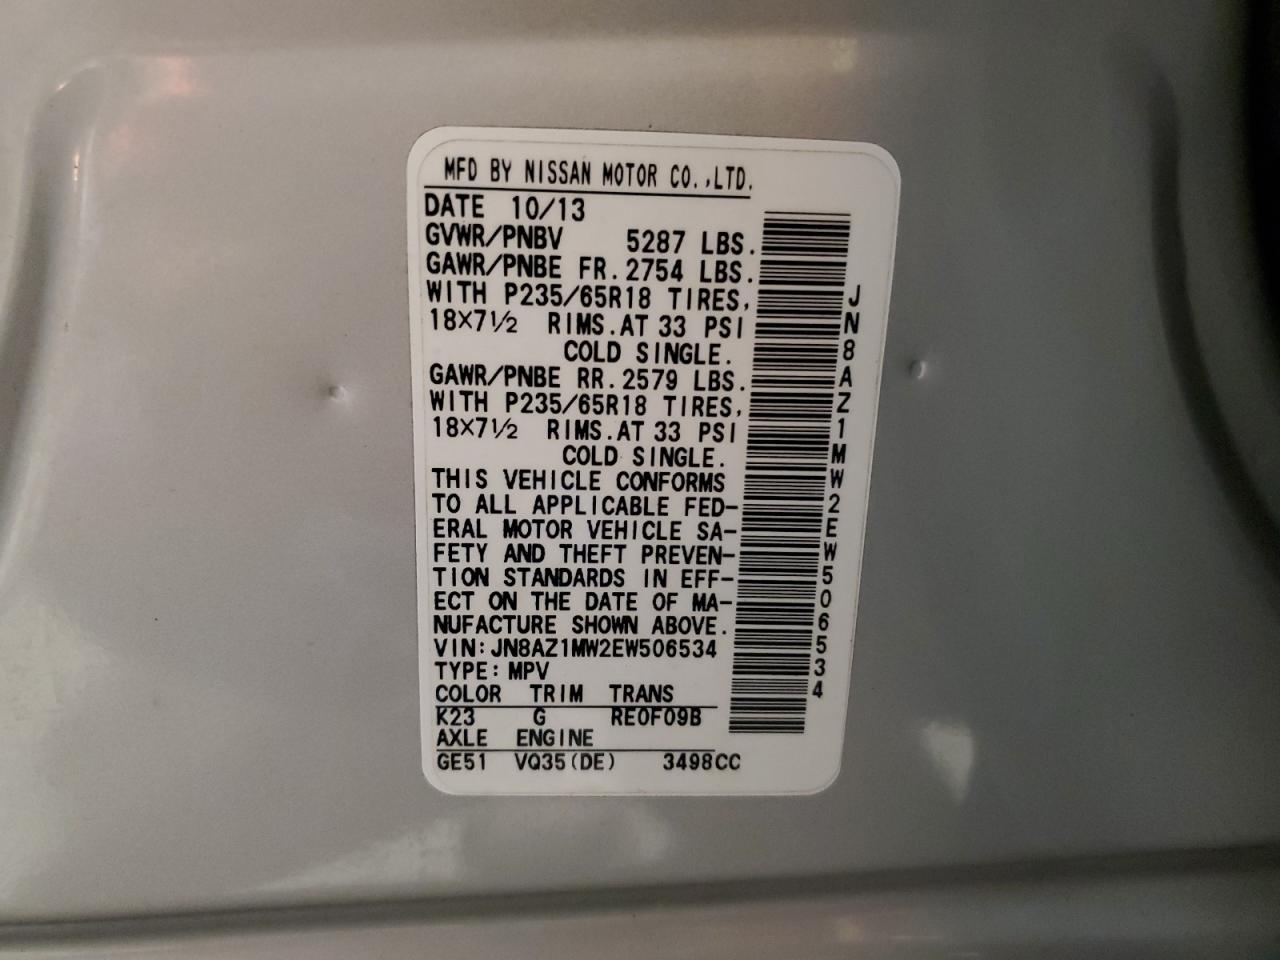 MFD BY NISSAN MOTOR CO.,LTD.
DATE 10/13
GVWR/PNBV 5287 LBS.
GAWR/PNBE FR. 2754 LBS.
WITH P235/65R18 TIRES,
18×7½ RIMS. AT 33 PSI
COLD SINGLE.
GAWR/PNBE RR. 2579 LBS.
WITH P235/65R18 TIRES,
18×7½ RIMS. AT 33 PSI
COLD SINGLE.
THIS VEHICLE CONFORMS
TO ALL APPLICABLE FED-
ERAL MOTOR VEHICLE SA-
FETY AND THEFT PREVEN-
TION STANDARDS IN EFF-
ECT ON THE DATE OF MA-
NUFACTURE SHOWN ABOVE.
VIN: JN8AZ1MW2EW506534
TYPE: MPV
COLOR TRIM TRANS
K23 G RE0F09B
AXLE ENGINE
GE51 VQ35(DE) 3498CC
JN8AZ1MW2EW506534